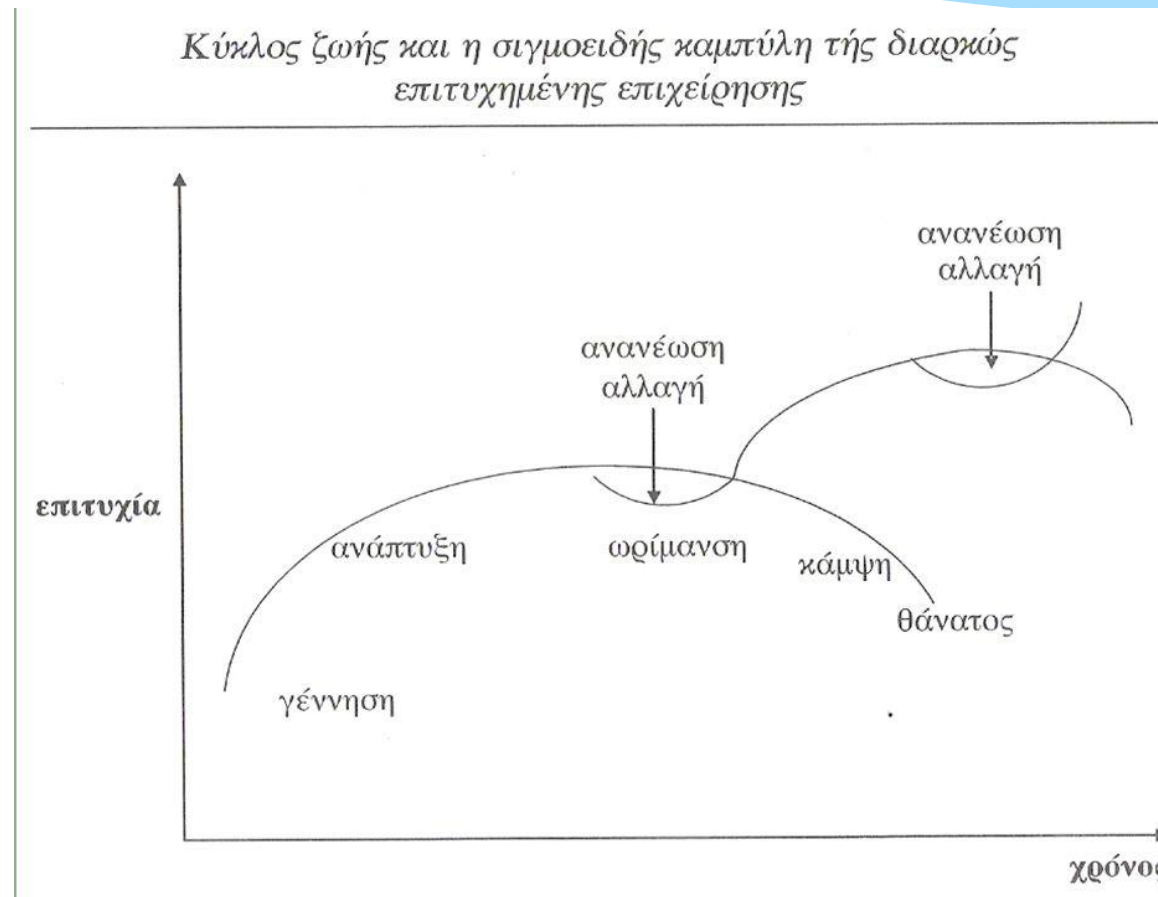 Κύκλος ζωής και η σιγμοειδής καμπύλη τής διαρκώς
επιτυχημένης επιχείρησης
ανανέωση
αλλαγή
ανανέωση
αλλαγή
επιτυχία
ανάπτυξη
ωρίμανση
κάμψη
θάνατος
γέννηση
χρόνος